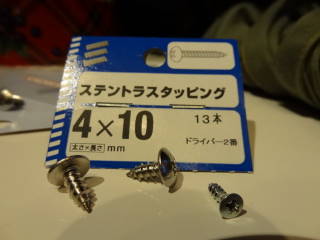 ステントラスタッピング
4×10
13本
太さ×長さ mm
ドライバー2番